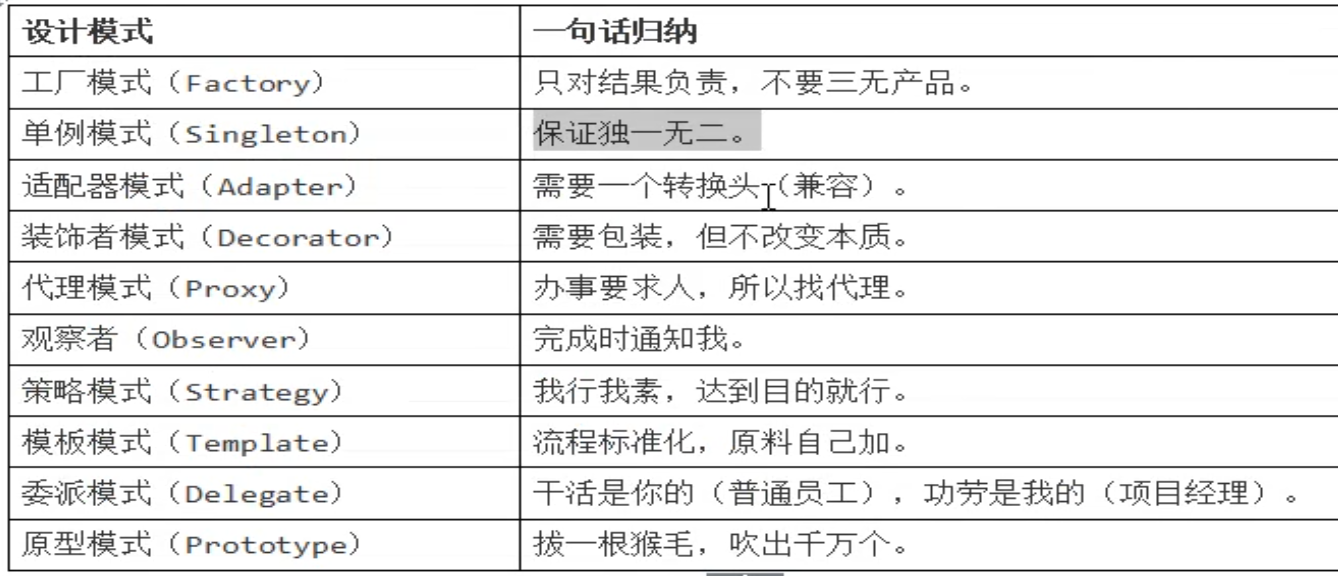 设计模式 一句话归纳
工厂模式（Factory） 只对结果负责，不要三无产品。
单例模式（Singleton） 保证独一无二。
适配器模式（Adapter） 需要一个转换头（兼容）。
装饰者模式（Decorator） 需要包装，但不改变本质。
代理模式（Proxy） 办事要求人，所以找代理。
观察者（Observer） 完成时通知我。
策略模式（Strategy） 我行我素，达到目的就行。
模板模式（Template） 流程标准化，原料自己加。
委派模式（Delegate） 干活是你的（普通员工），功劳是我的（项目经理）。
原型模式（Prototype） 拔一根猴毛，吹出千万个。